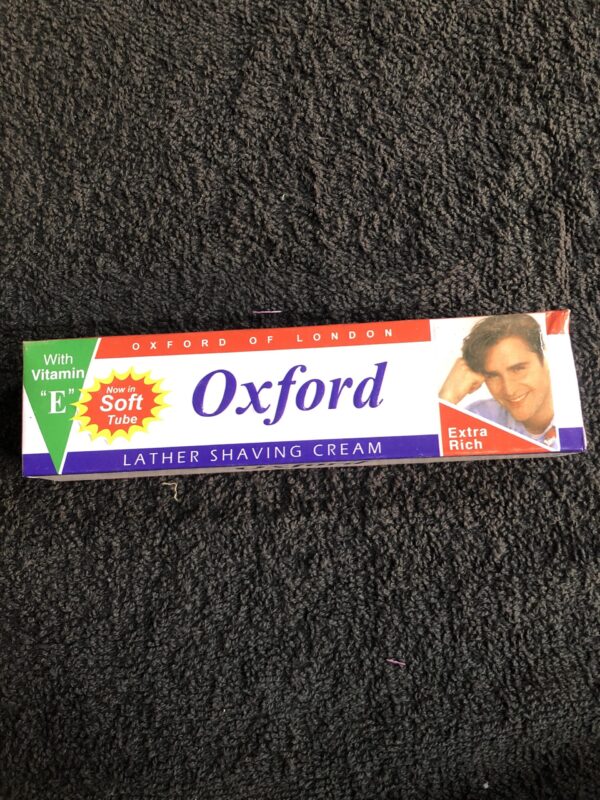 OXFORD OF LONDON
With
Vitamin
"E"
Now in
Soft
Tube
Oxford
LATHER SHAVING CREAM
Extra
Rich